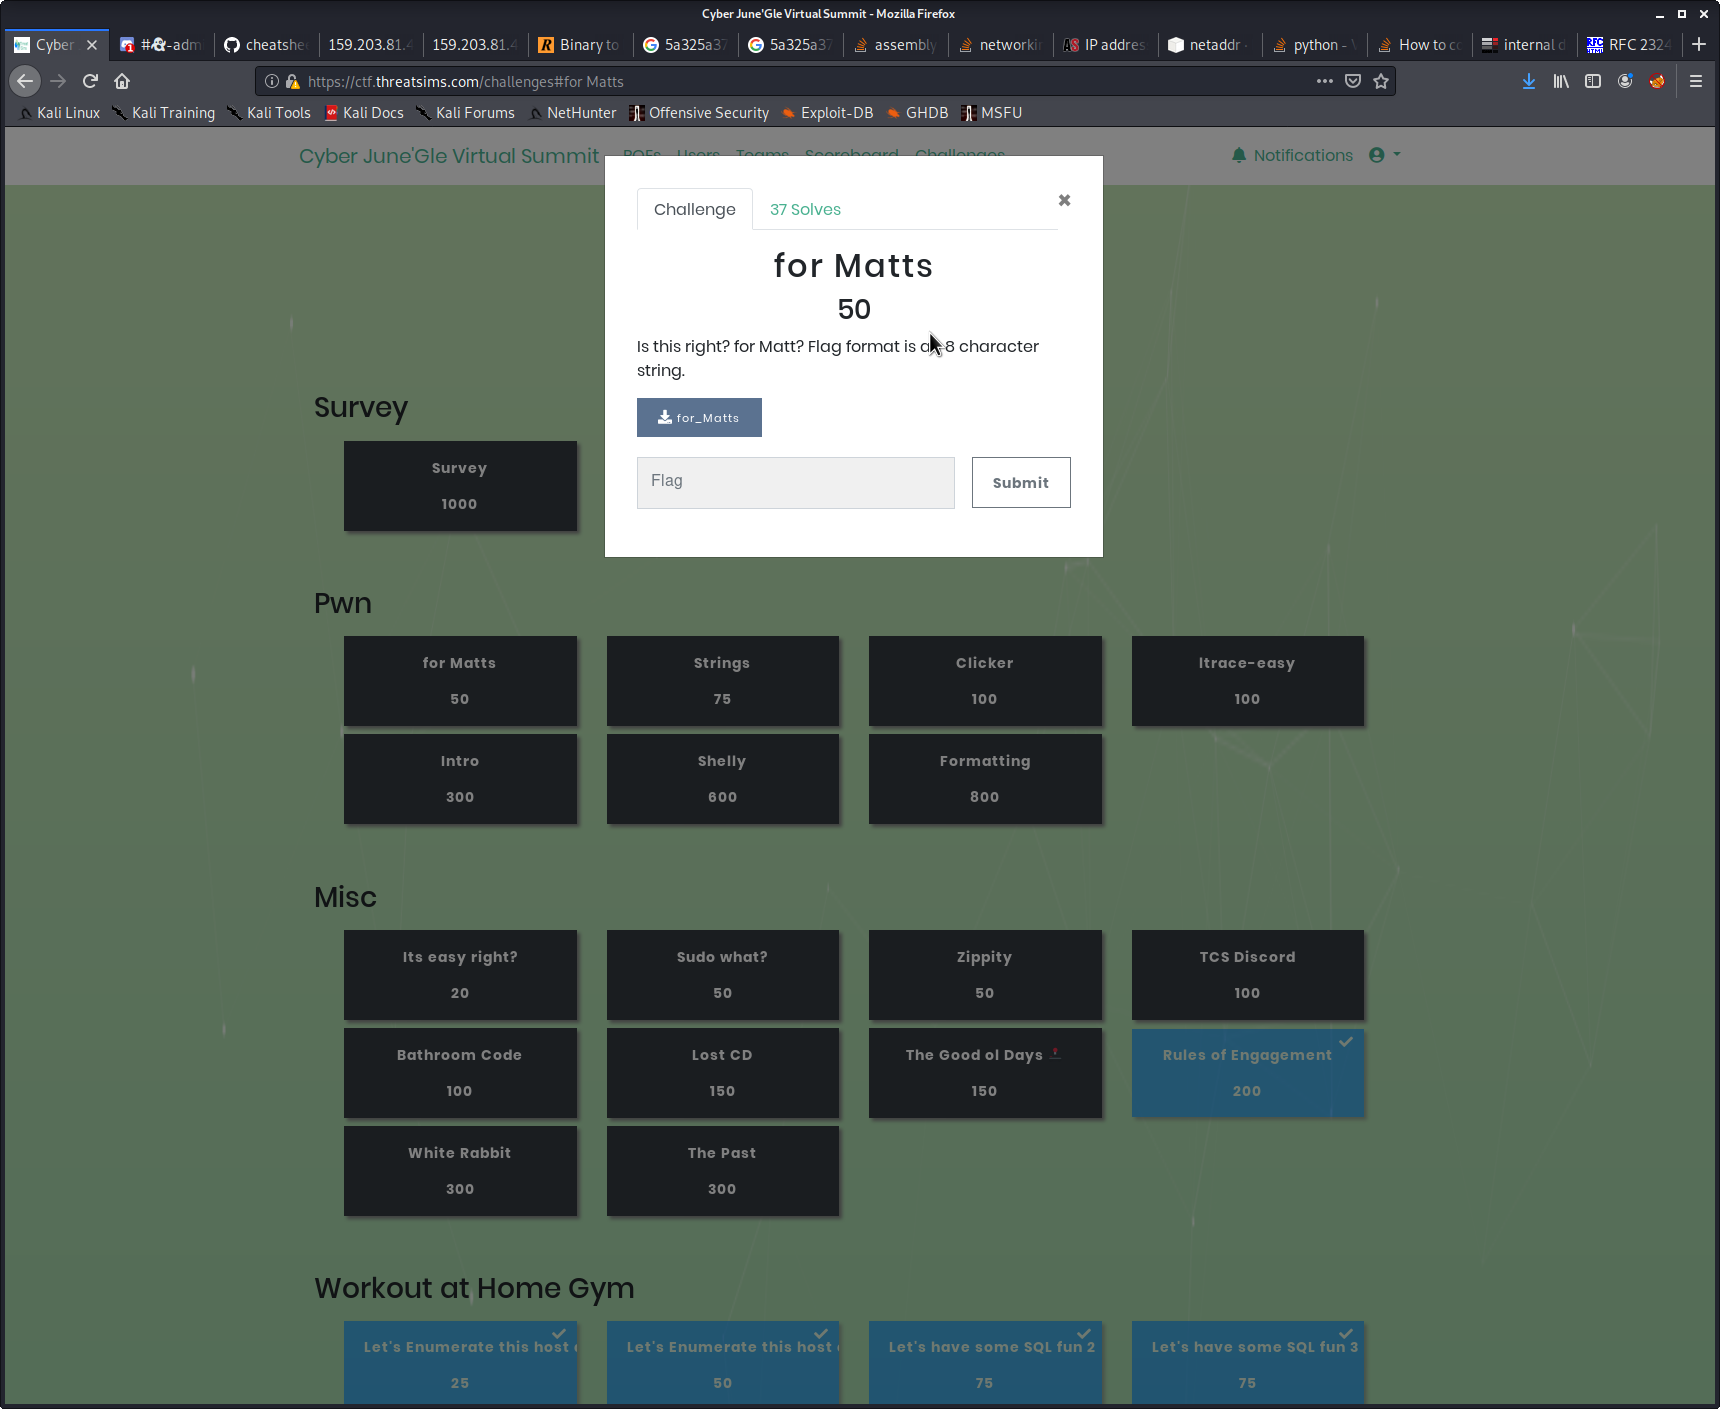 Cyber June'Gle Virtual Summit - Mozilla Firefox
Cyber
cheatshe
159.203.81.4
159.203.81.4
Binary to
5a325a37
5a325a37
assembly
networki
IP addres
netaddr
python -
How to c
internal d
RFC 2324
https://ctf.threatsims.com/challenges#for Matts
Kali Linux Kali Training Kali Tools Kali Docs Kali Forums NetHunter Offensive Security Exploit-DB GHDB MSFU
Cyber June'Gle Virtual Summit Users Teams Scoreboard Challenges Notifications
Challenge 37 Solves ×
for Matts
50
Is this right? for Matt? Flag format is 8 character
string.
for_Matts
Flag Submit
Survey
Survey
1000
Pwn
for Matts Strings Clicker ltrace-easy
50 75 100 100
Intro Shelly Formatting
300 600 800
Misc
Its easy right? Sudo what? Zippity TCS Discord
20 50 50 100
Bathroom Code Lost CD The Good ol Days Rules of Engagement
100 150 150 200
White Rabbit The Past
300 300
Workout at Home Gym
Let's Enumerate this host Let's Enumerate this host Let's have some SQL fun 2 Let's have some SQL fun 3
25 50 75 75